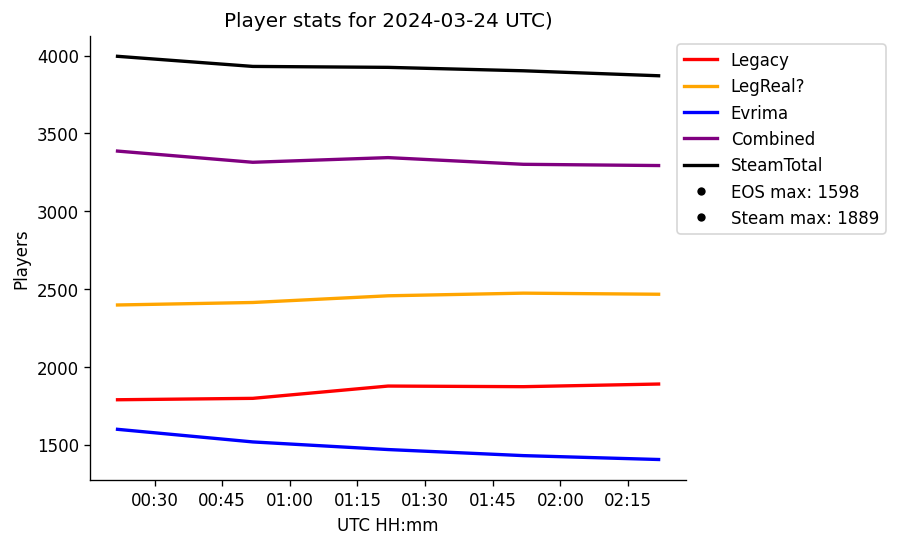 Player stats for 2024-03-24 UTC)
4000
3500
3000
2500
2000
1500
Players
00:30 00:45 01:00 01:15 01:30 01:45 02:00 02:15
UTC HH:mm
Legacy
LegReal?
Evrima
Combined
SteamTotal
EOS max: 1598
Steam max: 1889